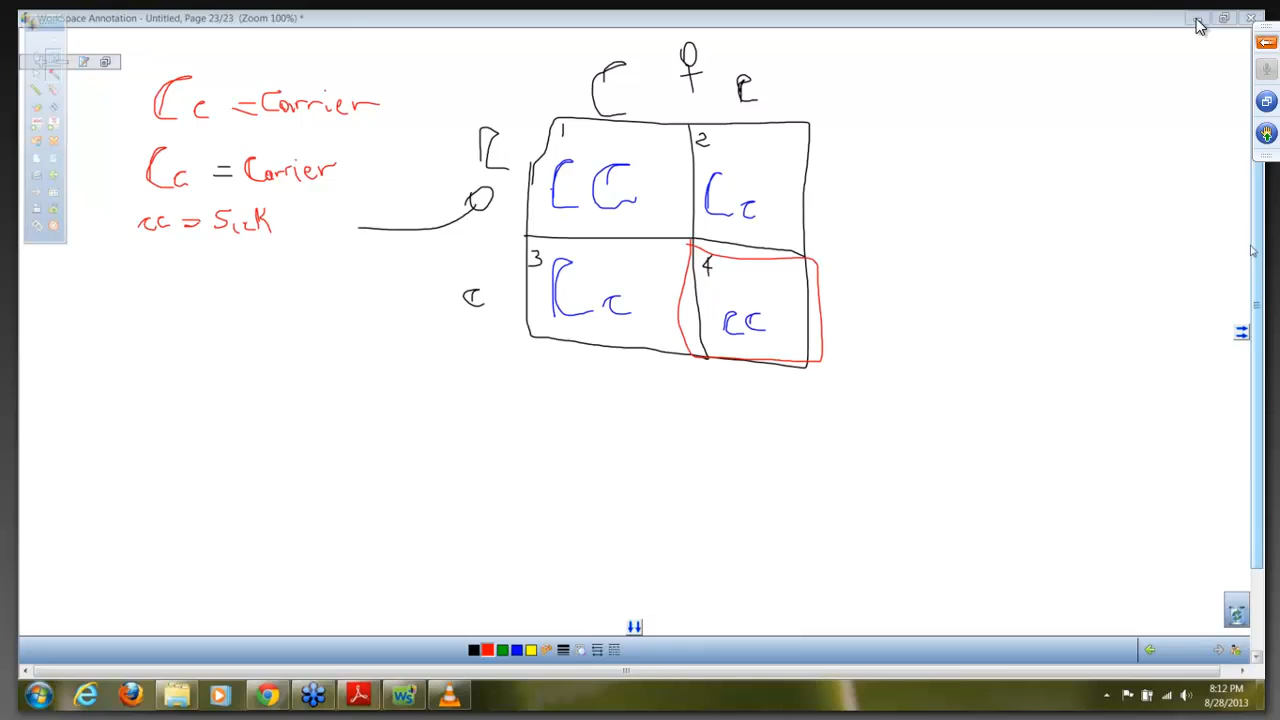 WorkSpace Annotation - Untitled, Page 23/23 (Zoom 100%) *
Cc = Carrier
Cc = Carrier
cc = Sick
C ♀ c
C
c
1
CC
2
Cc
3
Cc
4
cc
8:12 PM
8/28/2013